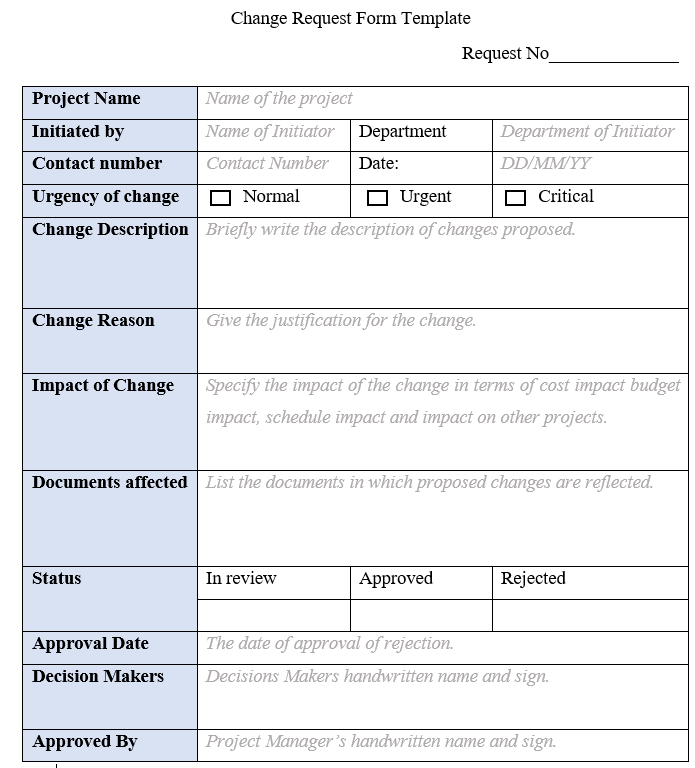 Change Request Form Template
Request No______________
Project Name Name of the project
Initiated by Name of Initiator Department Department of Initiator
Contact number Contact Number Date: DD/MM/YY
Urgency of change Normal Urgent Critical
Change Description Briefly write the description of changes proposed.
Change Reason Give the justification for the change.
Impact of Change Specify the impact of the change in terms of cost impact budget
impact, schedule impact and impact on other projects.
Documents affected List the documents in which proposed changes are reflected.
Status In review Approved Rejected
Approval Date The date of approval of rejection.
Decision Makers Decisions Makers handwritten name and sign.
Approved By Project Manager’s handwritten name and sign.